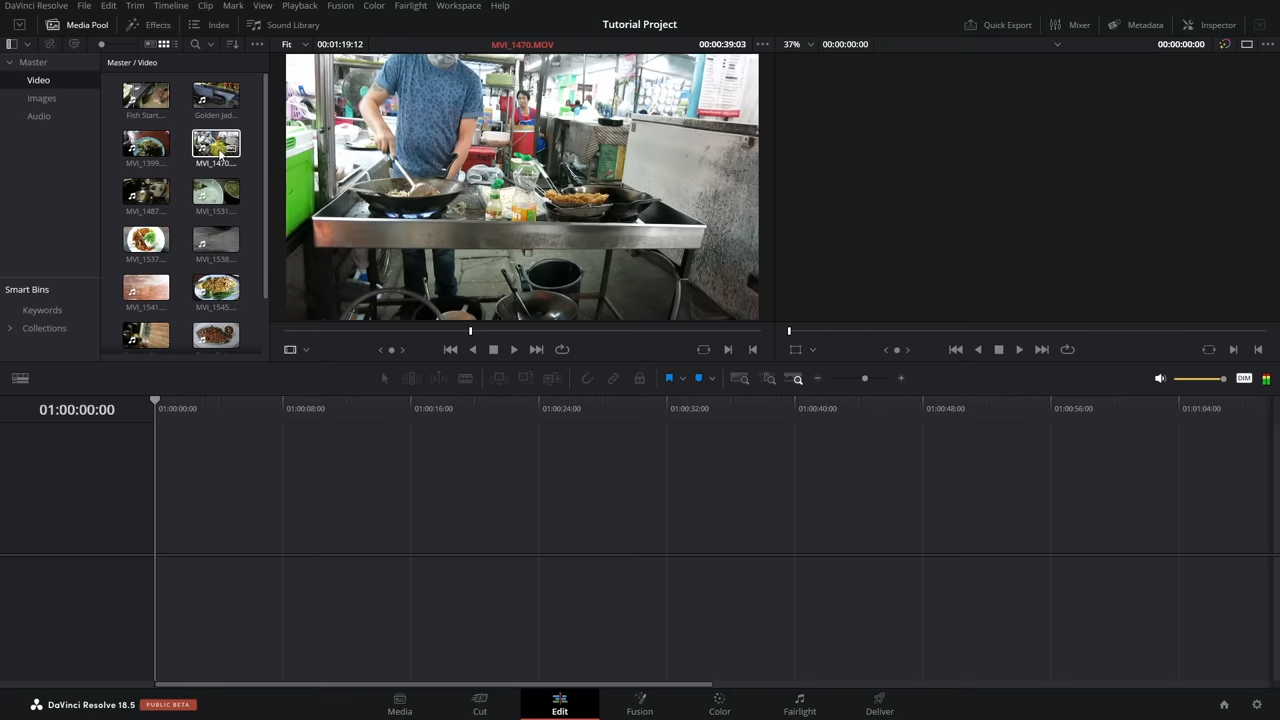 DaVinci Resolve File Edit Trim Timeline Clip Mark View Playback Fusion Color Fairlight Workspace Help
Media Pool Effects Index Sound Library Tutorial Project Quick Export Mixer Metadata Inspector
Fit 00:01:19:12 MVI_1470.MOV 00:00:39:03 37% 00:00:00:00 00:00:00:00
Master
Video
Images
Audio
Smart Bins
Keywords
Collections
Master / Video
Fish Start... Golden Jad...
MVI_1399.... MVI_1470....
MVI_1487.... MVI_1531....
MVI_1537.... MVI_1538....
MVI_1541.... MVI_1545....
DIM
01:00:00:00
01:00:00:00 01:00:08:00 01:00:16:00 01:00:24:00 01:00:32:00 01:00:40:00 01:00:48:00 01:00:56:00 01:01:04:00
DaVinci Resolve 18.5 PUBLIC BETA
Media Cut Edit Fusion Color Fairlight Deliver